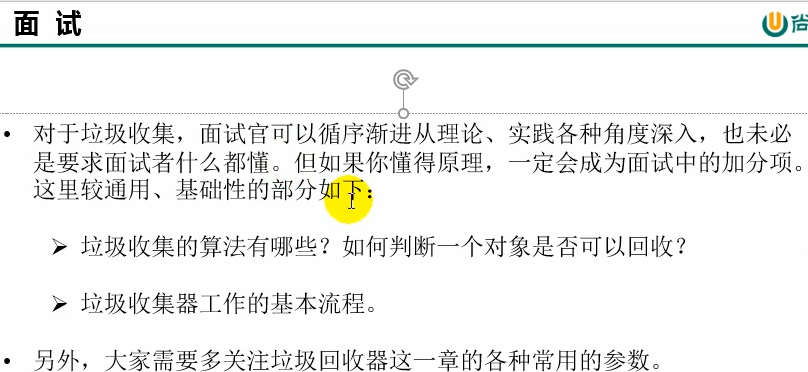 面 试
尚
• 对于垃圾收集，面试官可以循序渐进从理论、实践各种角度深入，也未必
是要求面试者什么都懂。但如果你懂得原理，一定会成为面试中的加分项。
这里较通用、基础性的部分如下：
➢ 垃圾收集的算法有哪些？如何判断一个对象是否可以回收？
➢ 垃圾收集器工作的基本流程。
• 另外，大家需要多关注垃圾回收器这一章的各种常用的参数。